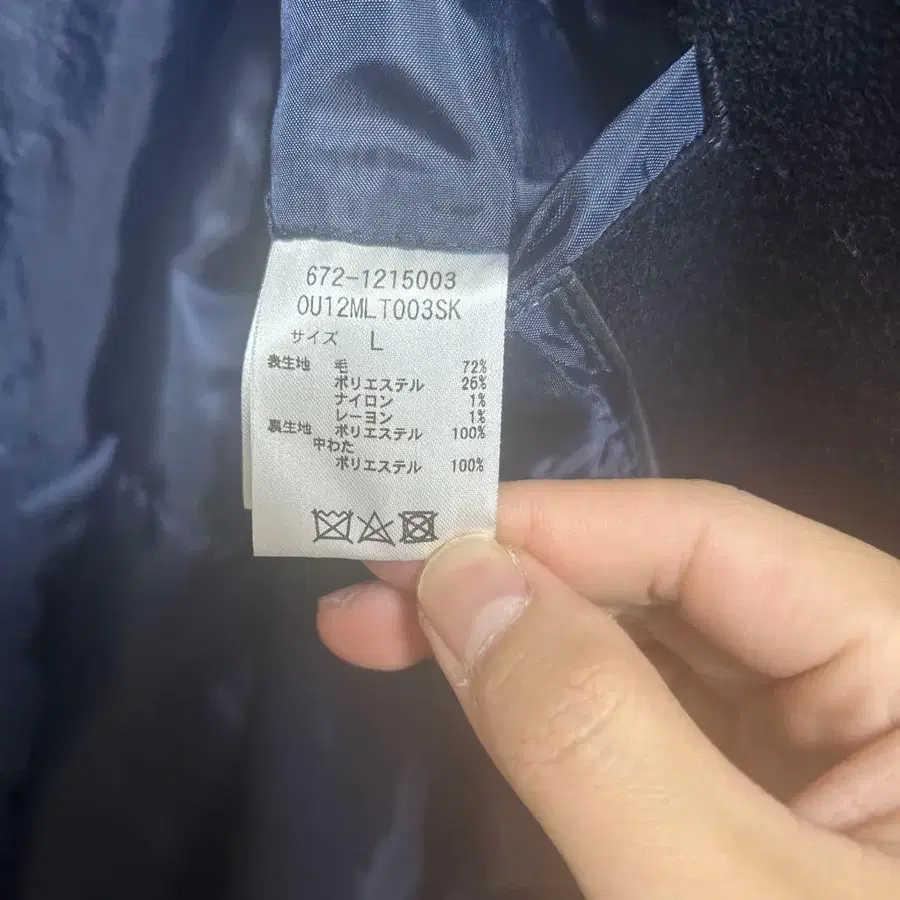 672-1215003
OU12MLT003SK
サイズ L
表生地 毛 72%
ポリエステル 26%
ナイロン 1%
レーヨン 1%
裏生地 ポリエステル 100%
中わた
ポリエステル 100%